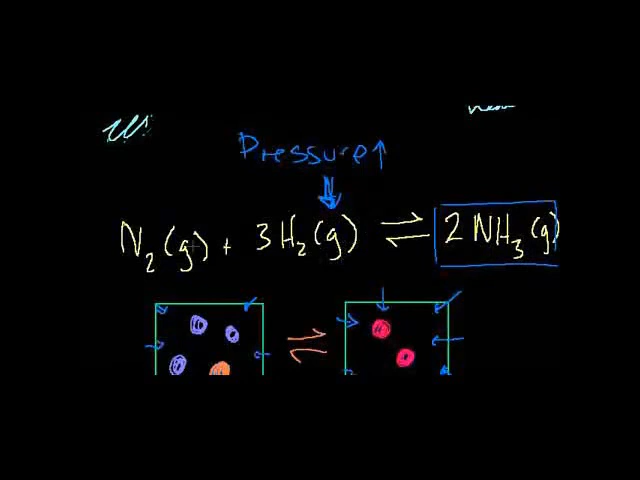 Pressure ↑
N₂(g) + 3H₂(g) ⇌ 2NH₃(g)